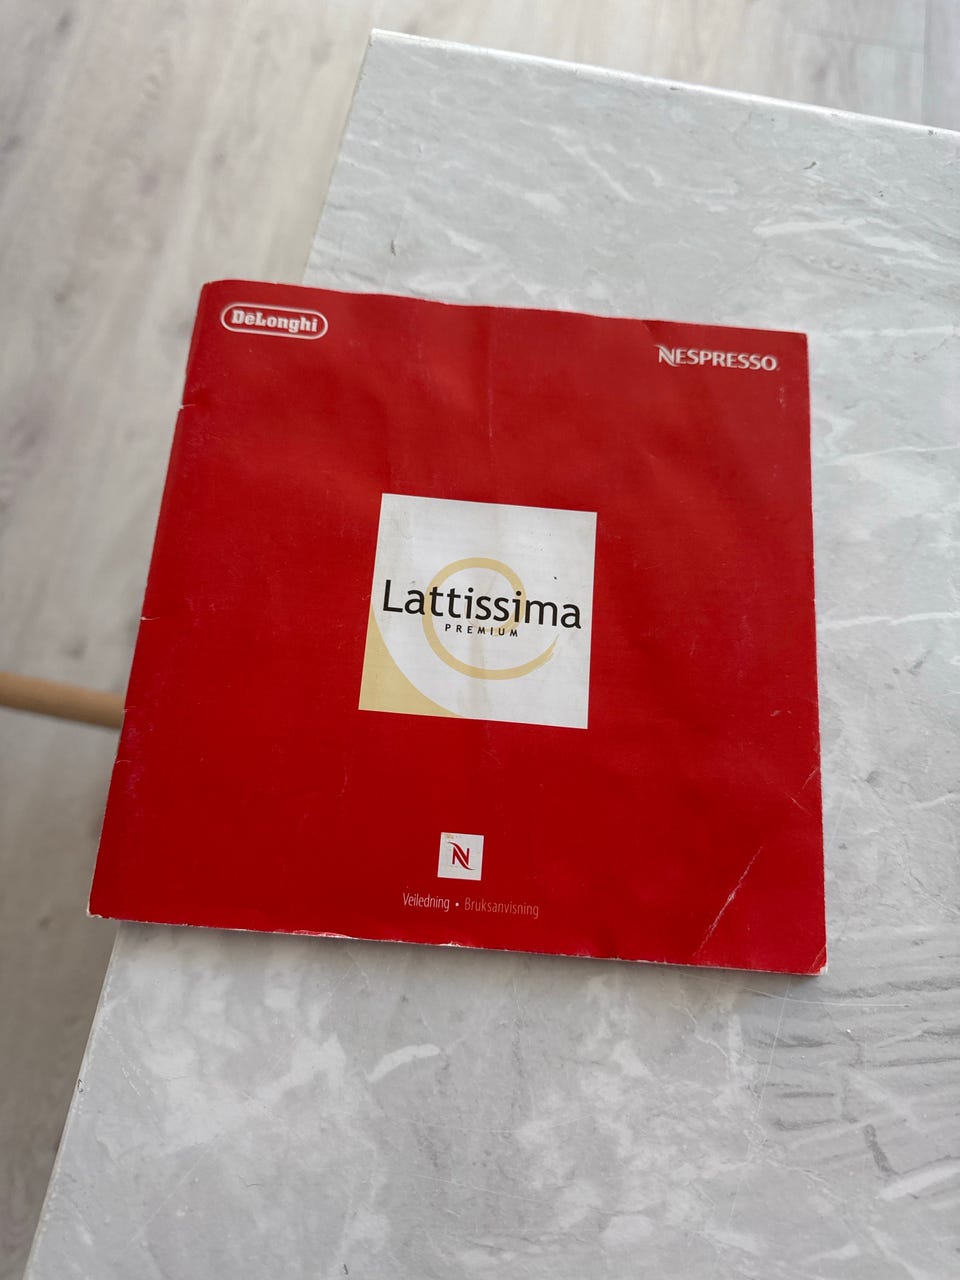 DeLonghi
NESPRESSO
Lattissima
PREMIUM
N
Veiledning • Bruksanvisning